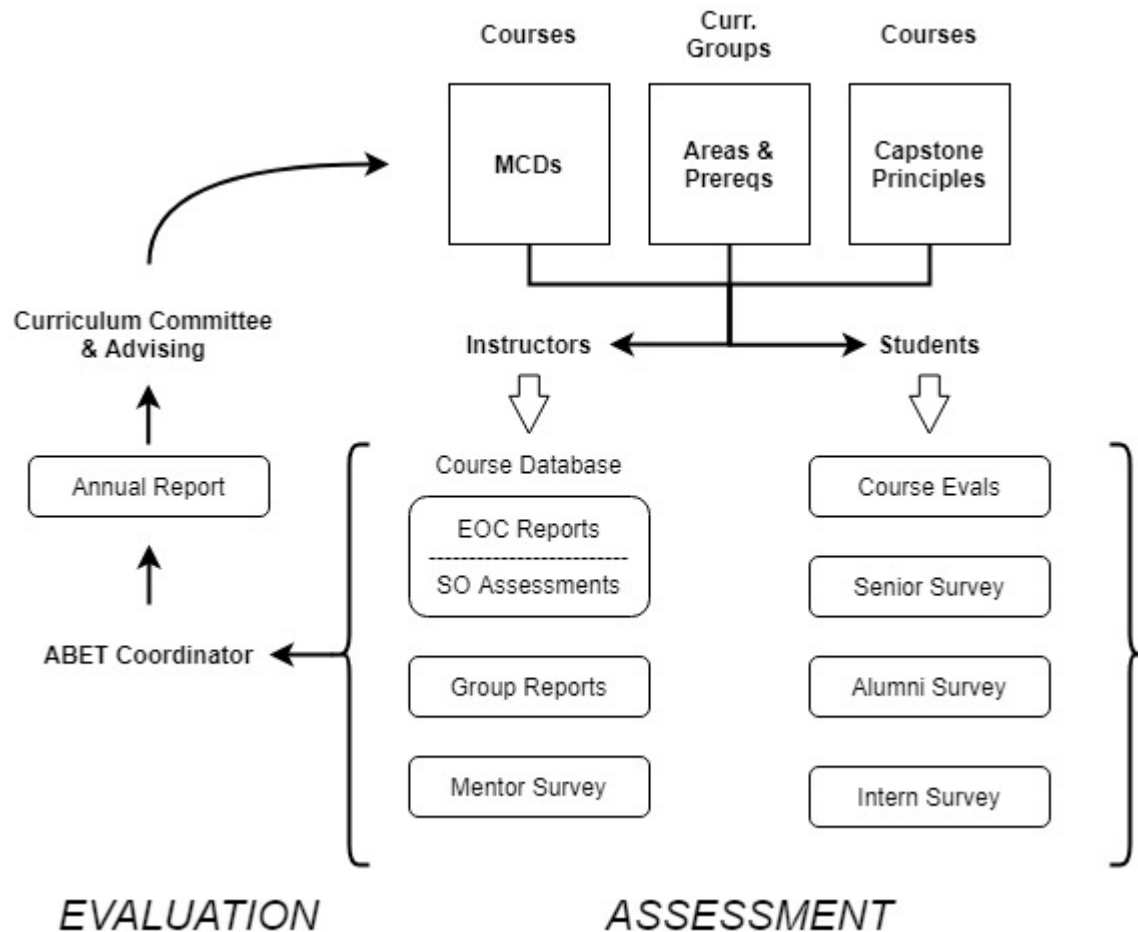 Courses
Curr.
Groups
Courses
MCDs
Areas &
Prereqs
Capstone
Principles
Curriculum Committee
& Advising
Instructors
Students
Annual Report
Course Database
EOC Reports
SO Assessments
Course Evals
Senior Survey
ABET Coordinator
Group Reports
Alumni Survey
Mentor Survey
Intern Survey
EVALUATION
ASSESSMENT